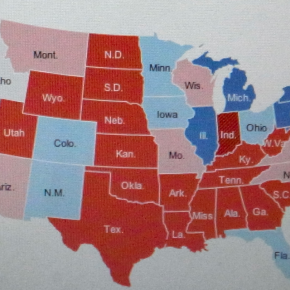 Mont.
N.D.
Minn.
ho
S.D.
Wis.
Wyo.
Mich.
Neb.
Iowa
Utah
Colo.
Ill.
Ind.
Ohio
Kan.
Mo.
W.Va
Ky.
riz.
N.M.
Okla.
Ark.
Tenn.
N
S.C
Tex.
La.
Miss.
Ala.
Ga.
Fla.